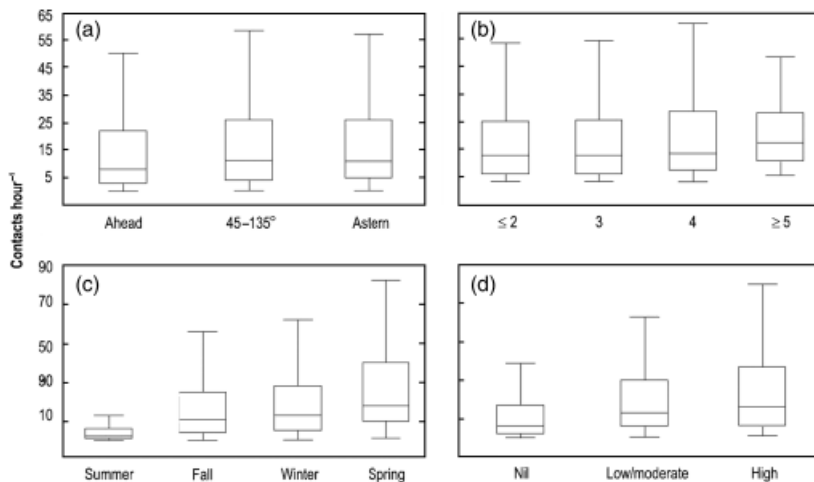 Contacts hour⁻¹
(a)
65
55
45
35
25
15
5
Ahead 45–135° Astern
(b)
≤ 2 3 4 ≥ 5
(c)
90
70
50
90
10
Summer Fall Winter Spring
(d)
Nil Low/moderate High